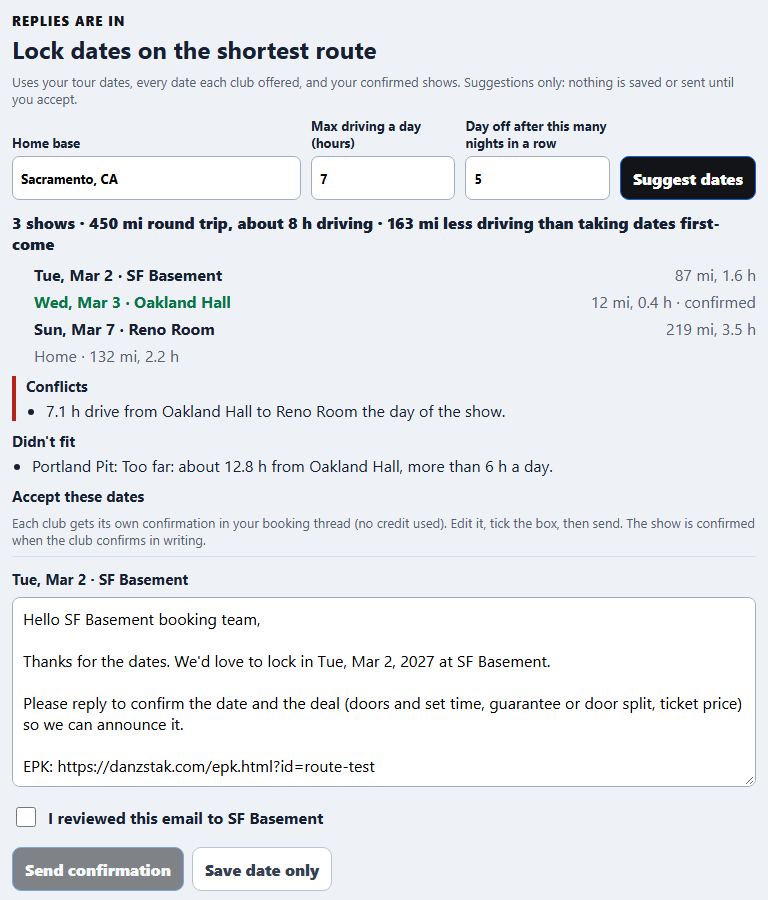 REPLIES ARE IN
Lock dates on the shortest route
Uses your tour dates, every date each club offered, and your confirmed shows. Suggestions only: nothing is saved or sent until
you accept.
Home base
Max driving a day
(hours)
Day off after this many
nights in a row
Sacramento, CA
7
5
Suggest dates
3 shows · 450 mi round trip, about 8 h driving · 163 mi less driving than taking dates first-
come
Tue, Mar 2 · SF Basement 87 mi, 1.6 h
Wed, Mar 3 · Oakland Hall 12 mi, 0.4 h · confirmed
Sun, Mar 7 · Reno Room 219 mi, 3.5 h
Home · 132 mi, 2.2 h
Conflicts
• 7.1 h drive from Oakland Hall to Reno Room the day of the show.
Didn't fit
• Portland Pit: Too far: about 12.8 h from Oakland Hall, more than 6 h a day.
Accept these dates
Each club gets its own confirmation in your booking thread (no credit used). Edit it, tick the box, then send. The show is confirmed
when the club confirms in writing.
Tue, Mar 2 · SF Basement
Hello SF Basement booking team,
Thanks for the dates. We'd love to lock in Tue, Mar 2, 2027 at SF Basement.
Please reply to confirm the date and the deal (doors and set time, guarantee or door split, ticket price)
so we can announce it.
EPK: https://danzstak.com/epk.html?id=route-test
I reviewed this email to SF Basement
Send confirmation
Save date only